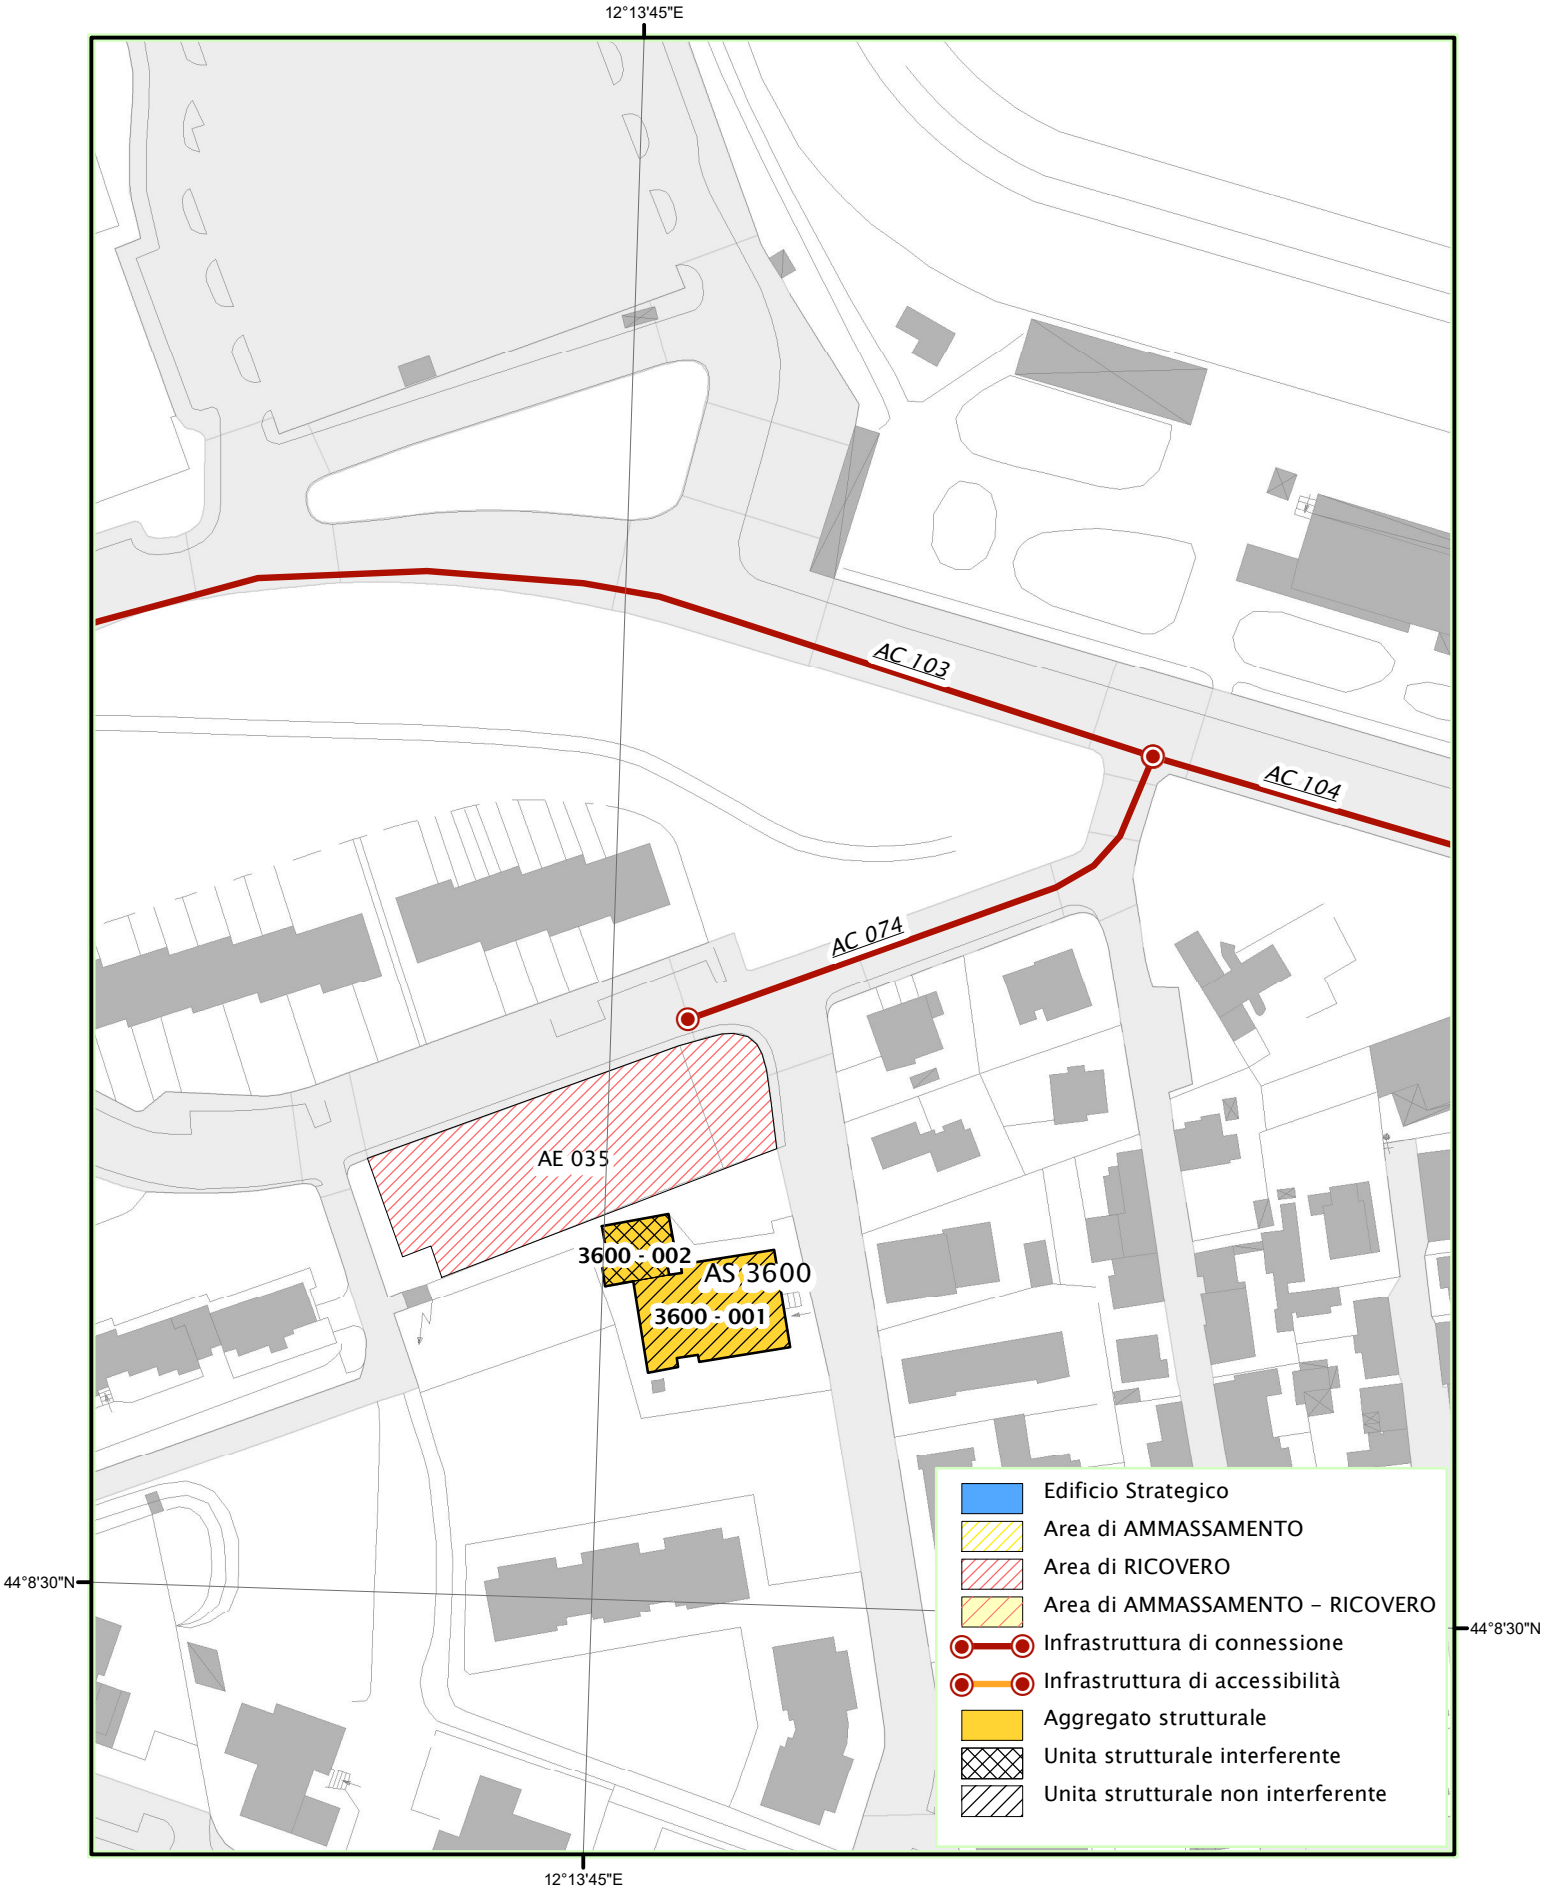 12°13'45"E
AC 103
AC 104
AC 074
AE 035
3600 - 002
AS 3600
3600 - 001
Edificio Strategico
Area di AMMASSAMENTO
Area di RICOVERO
Area di AMMASSAMENTO - RICOVERO
Infrastruttura di connessione
Infrastruttura di accessibilità
Aggregato strutturale
Unita strutturale interferente
Unita strutturale non interferente
44°8'30"N
44°8'30"N
12°13'45"E